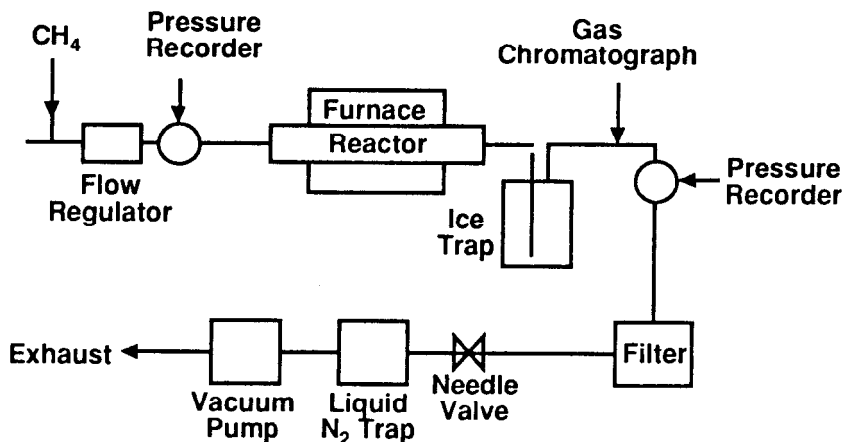 CH₄
Pressure
Recorder
Gas
Chromatograph
Furnace
Reactor
Flow
Regulator
Ice
Trap
Pressure
Recorder
Exhaust
Vacuum
Pump
Liquid
N₂ Trap
Needle
Valve
Filter